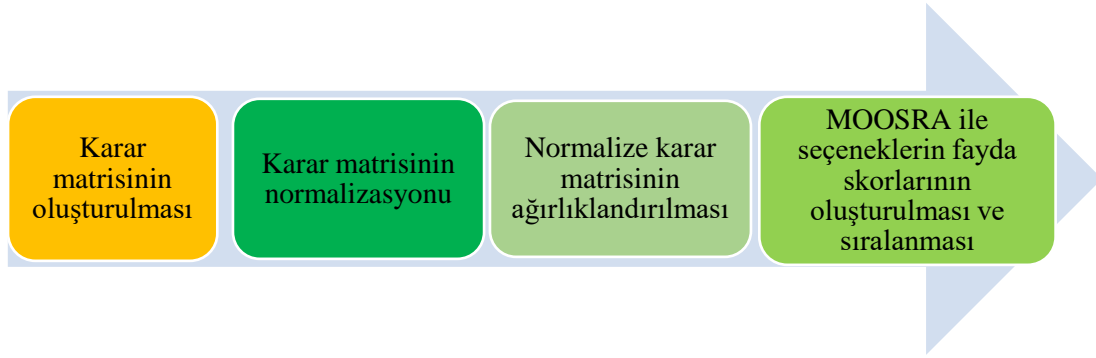 Karar
matrisinin
oluşturulması
Karar matrisinin
normalizasyonu
Normalize karar
matrisinin
ağırlıklandırılması
MOOSRA ile
seçeneklerin fayda
skorlarının
oluşturulması ve
sıralanması